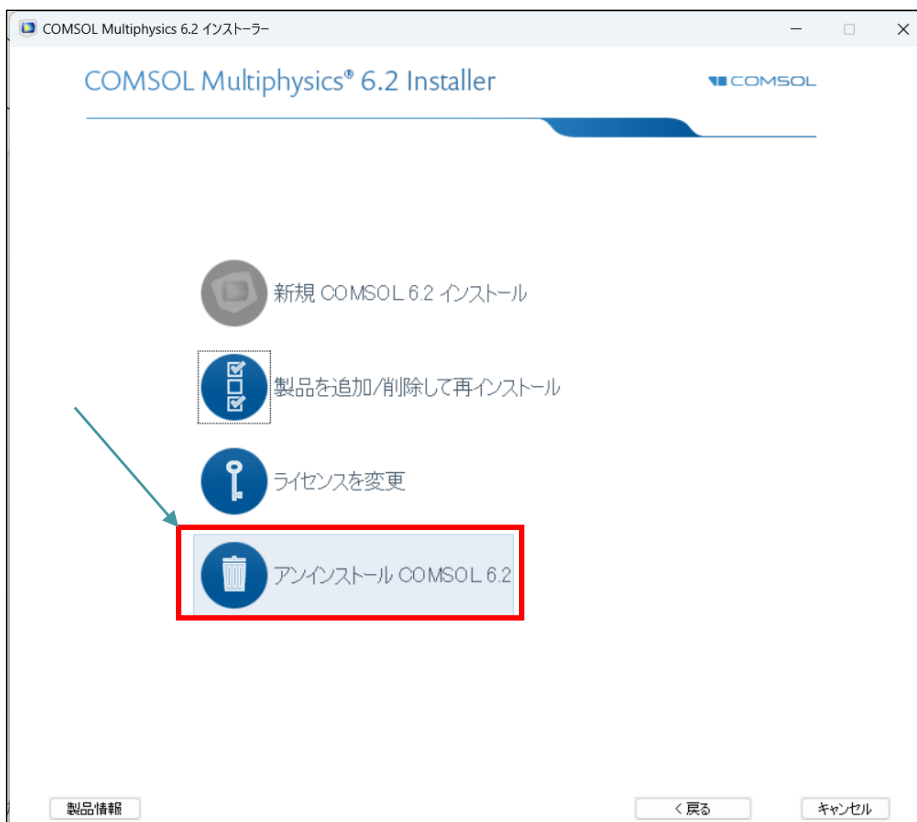 COMSOL Multiphysics 6.2 インストーラー
COMSOL Multiphysics® 6.2 Installer
COMSOL
新規 COMSOL 6.2 インストール
製品を追加/削除して再インストール
ライセンスを変更
アンインストール COMSOL 6.2
製品情報
< 戻る
キャンセル